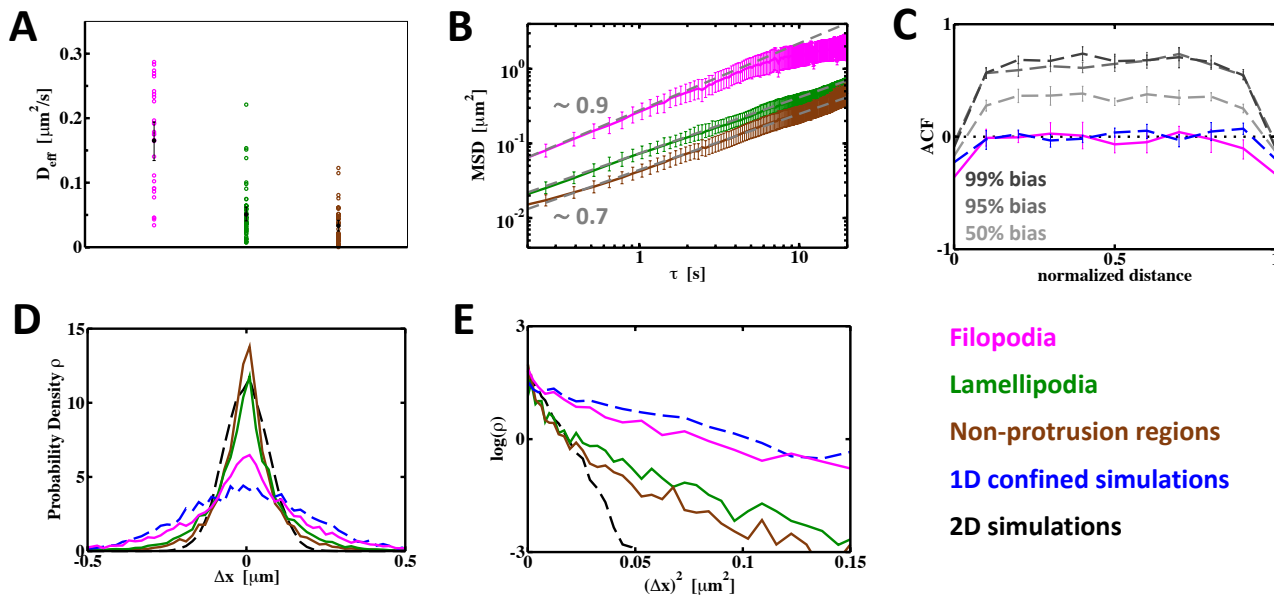 A
D_eff [μm²/s]
0.3
0.2
0.1
0
B
MSD [μm²]
10⁰
10⁻¹
10⁻²
~ 0.9
~ 0.7
1
10
τ [s]
C
ACF
1
0
-1
99% bias
95% bias
50% bias
0
0.5
1
normalized distance
D
Probability Density ρ
15
10
5
0
-0.5
0
0.5
Δx [μm]
E
log(ρ)
3
0
-3
0
0.05
0.1
0.15
(Δx)² [μm²]
Filopodia
Lamellipodia
Non-protrusion regions
1D confined simulations
2D simulations